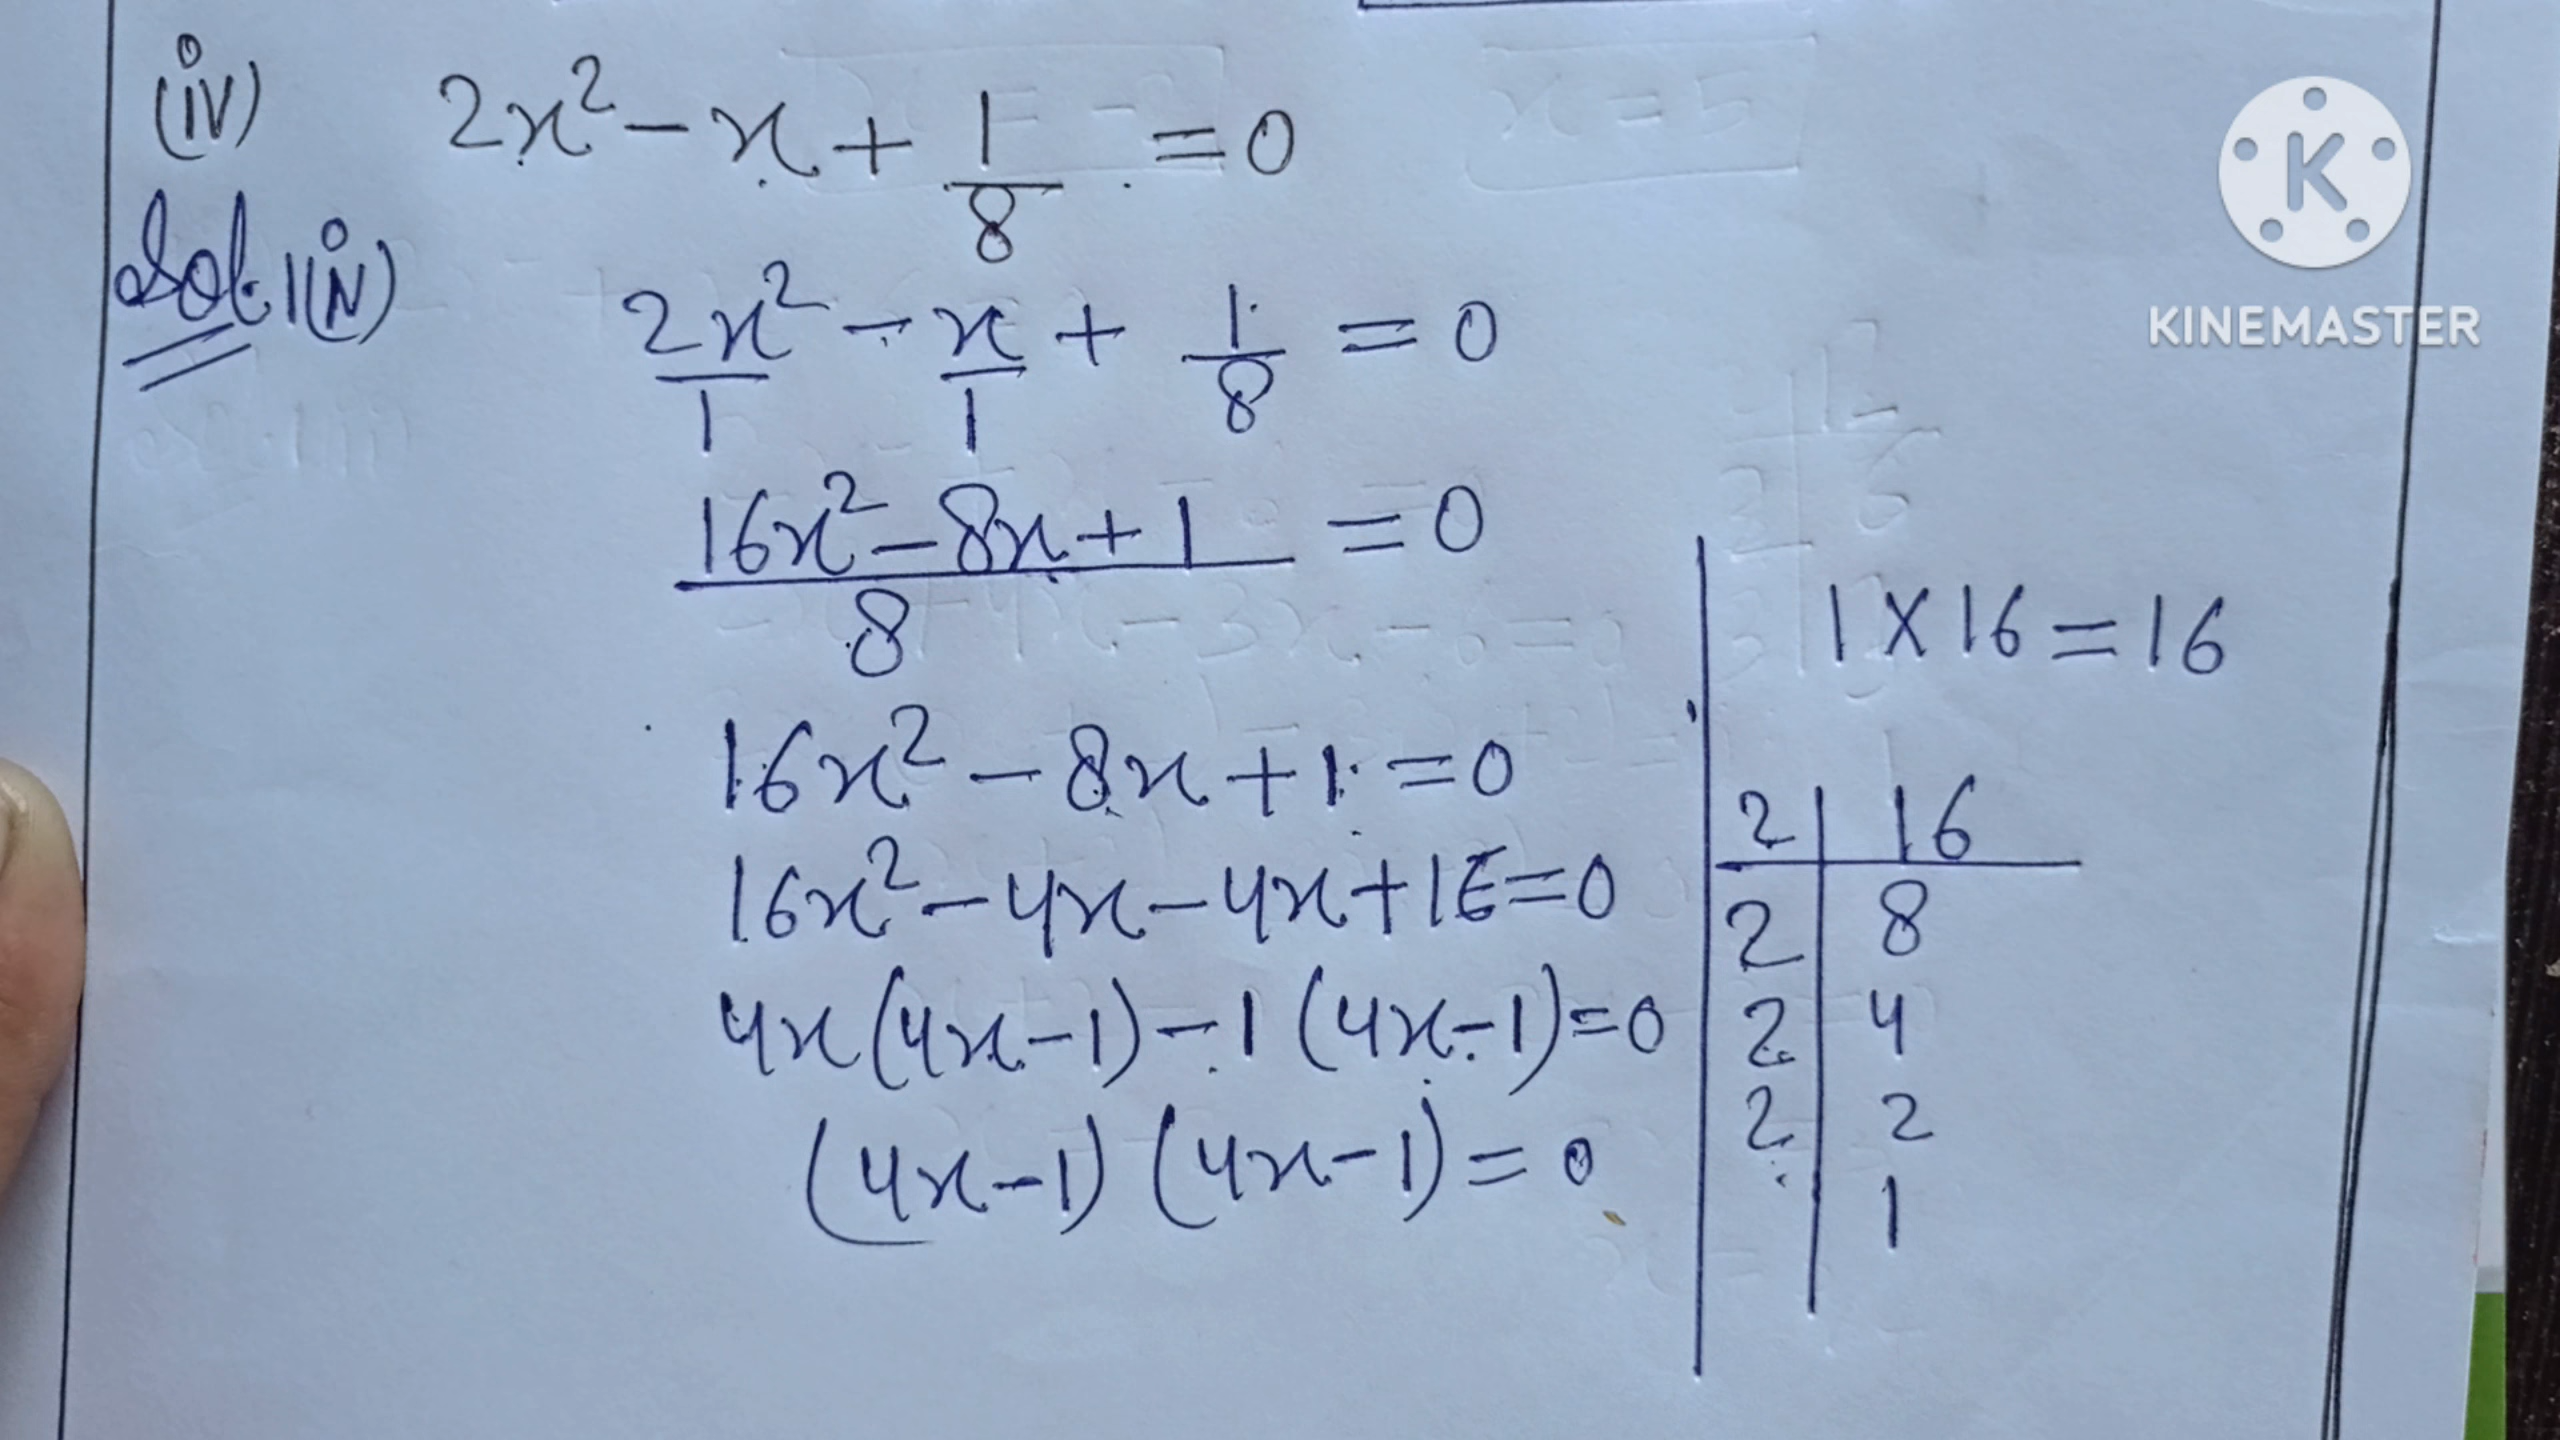 (iv) 2x² - x + 1/8 = 0
Sol. 1(iv)
2x²/1 - x/1 + 1/8 = 0
16x² - 8x + 1 / 8 = 0
16x² - 8x + 1 = 0
16x² - 4x - 4x + 16 = 0
4x(4x-1) - 1(4x-1) = 0
(4x-1)(4x-1) = 0
1 X 16 = 16
2 | 16
2 | 8
2 | 4
2 | 2
1
K
KINEMASTER